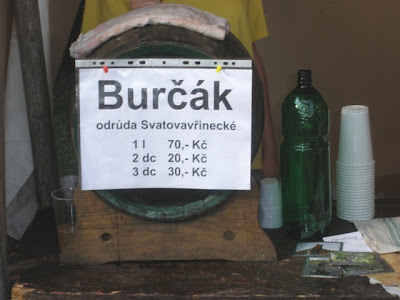 Burčák
odrůda Svatovavřinecké
1 l 70,- Kč
2 dc 20,- Kč
3 dc 30,- Kč